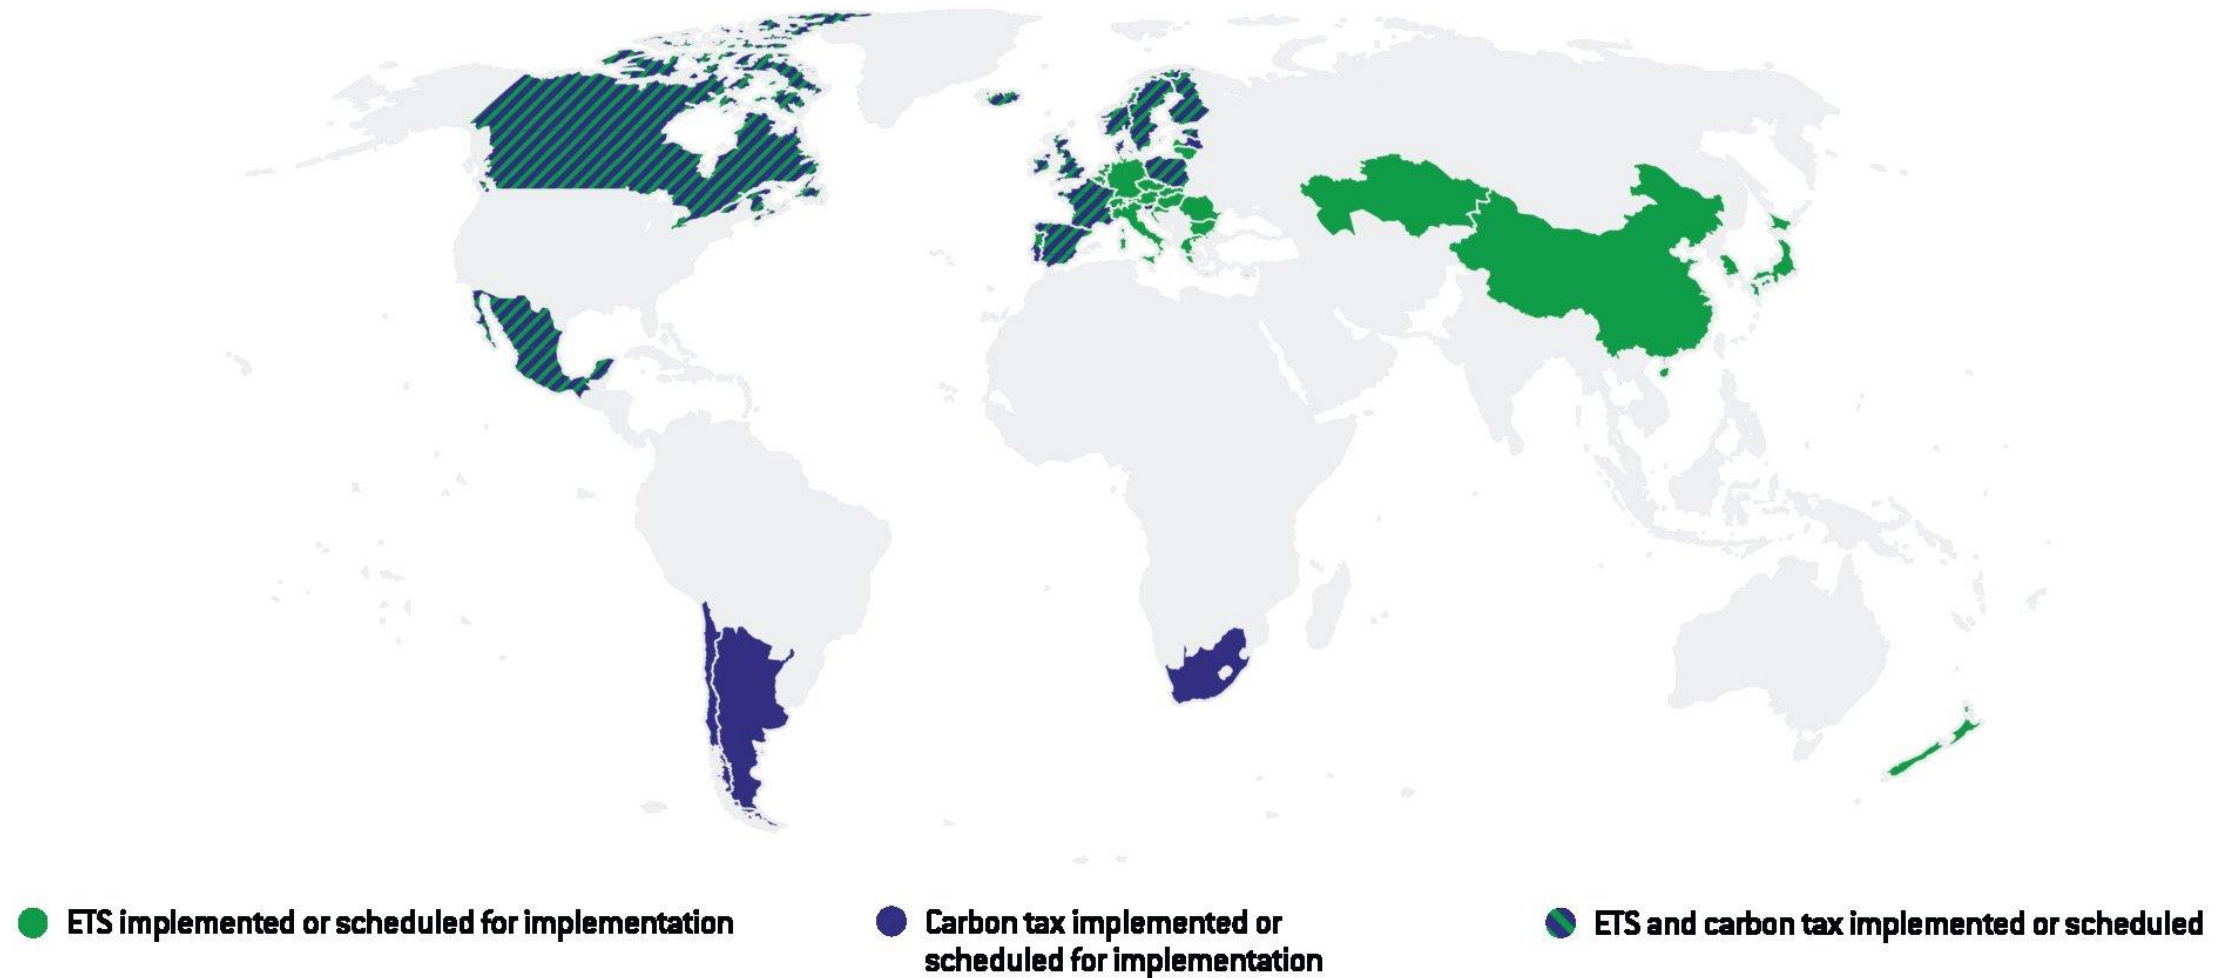 ETS implemented or scheduled for implementation
Carbon tax implemented or
scheduled for implementation
ETS and carbon tax implemented or scheduled